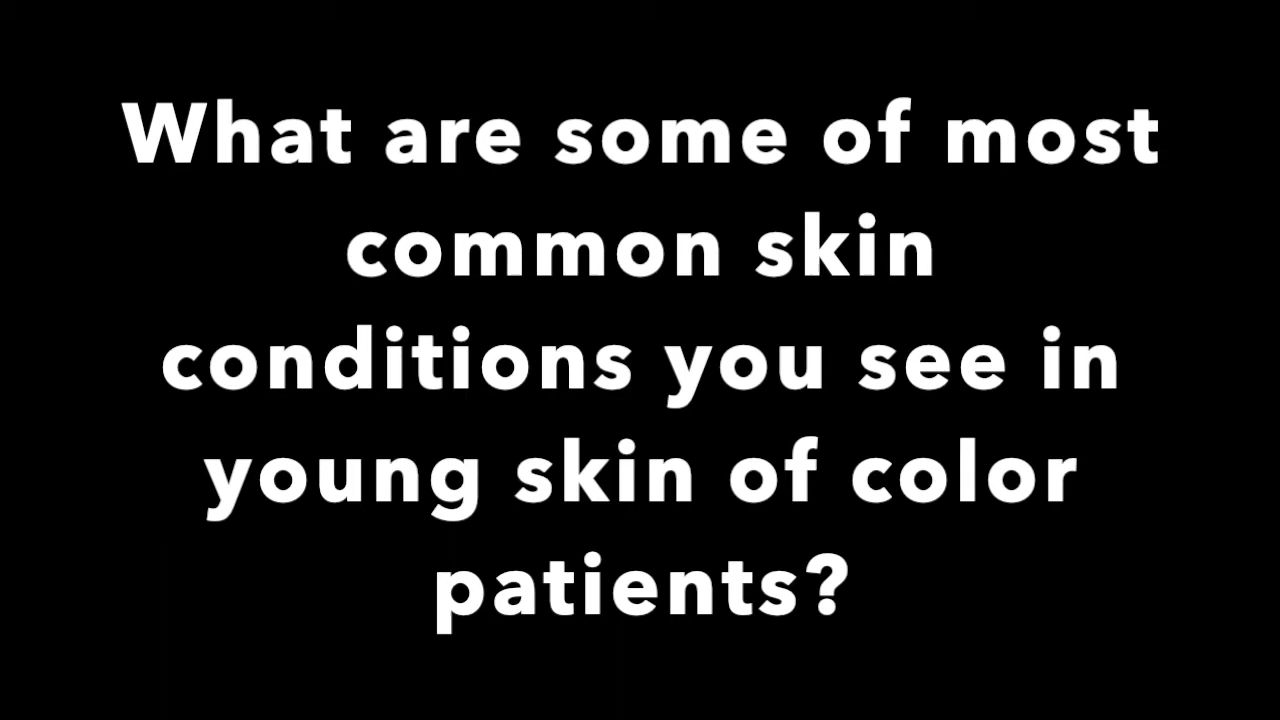 What are some of most
common skin
conditions you see in
young skin of color
patients?